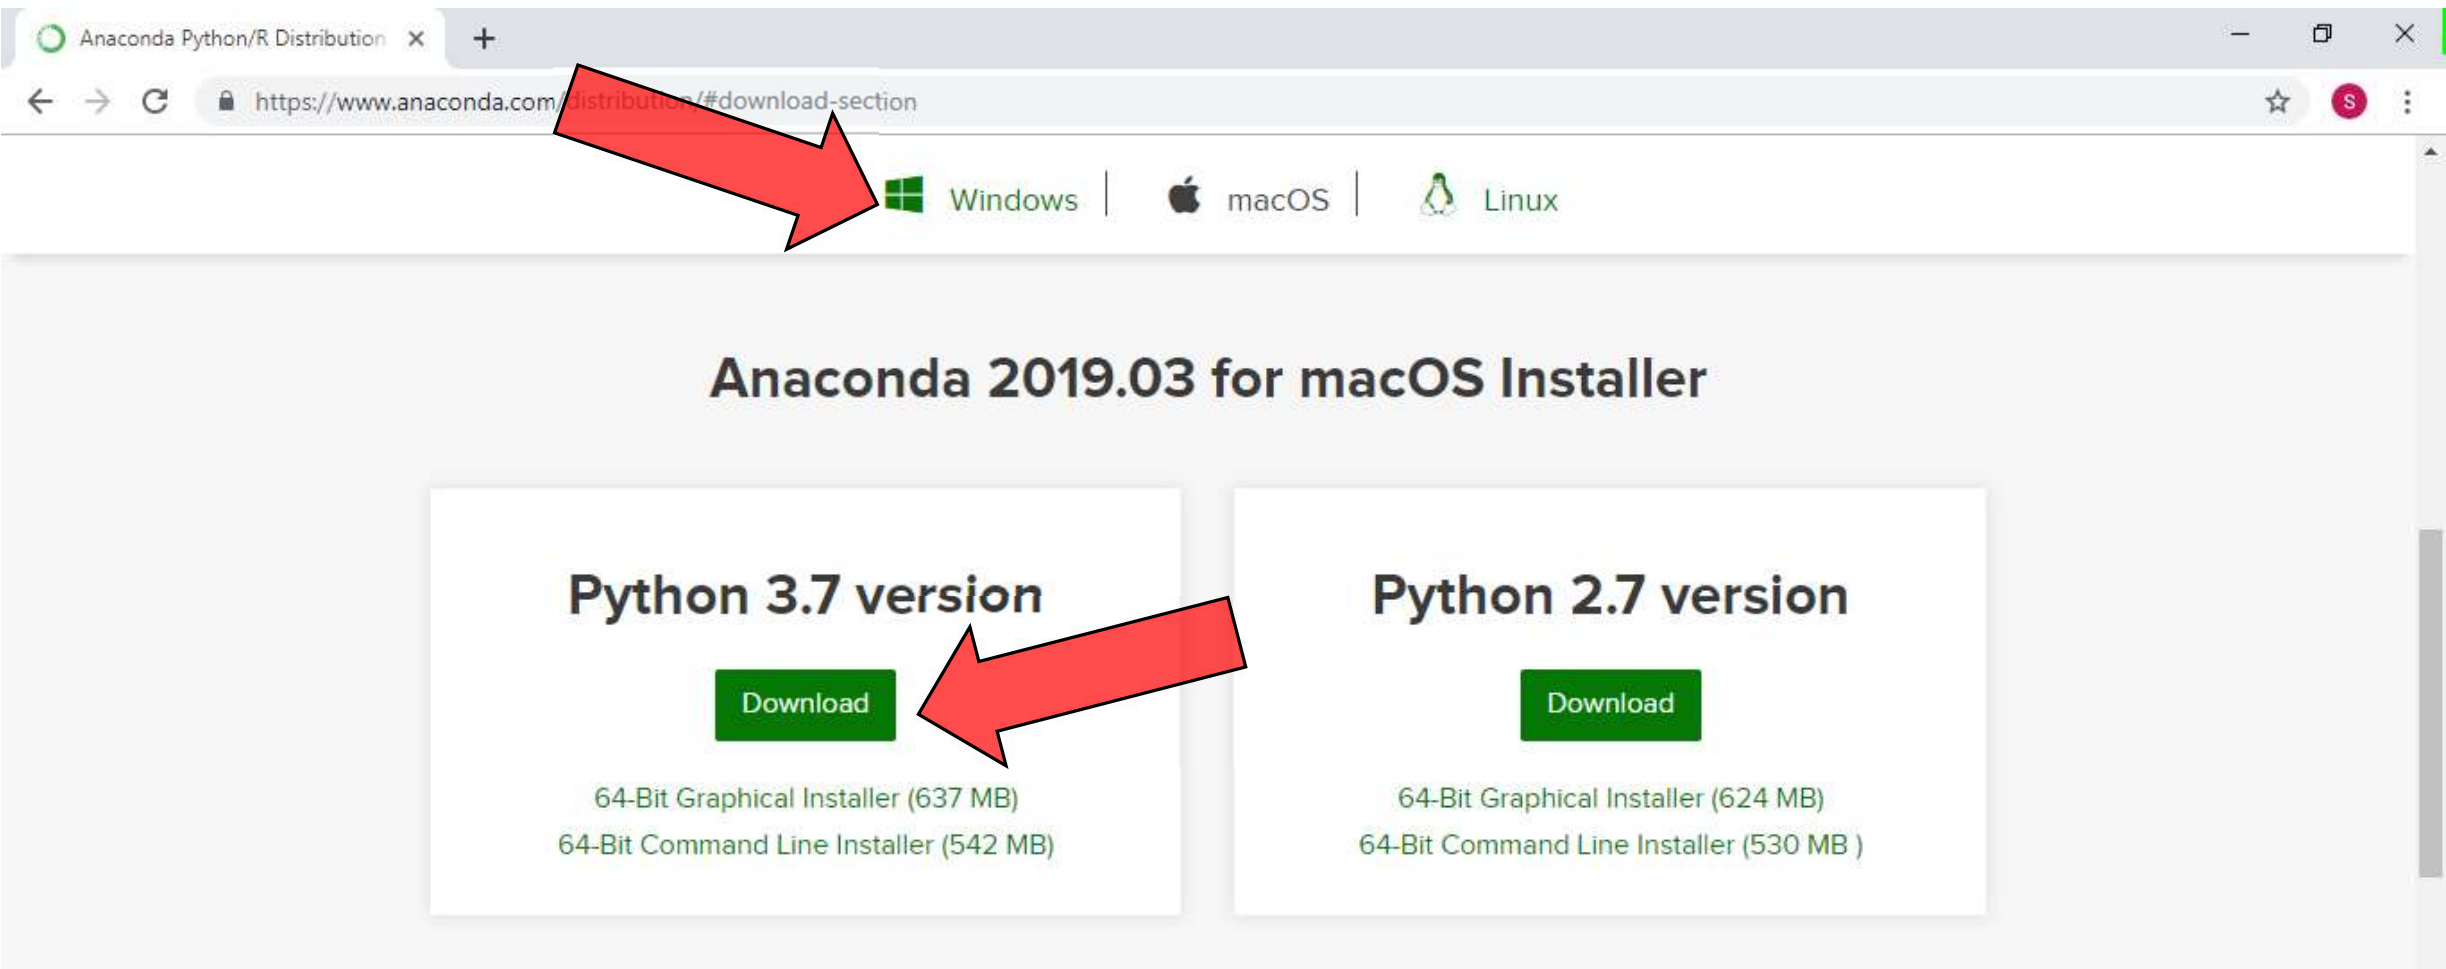 Anaconda Python/R Distribution
https://www.anaconda.com/distribution/#download-section
S
Windows | macOS | Linux
Anaconda 2019.03 for macOS Installer
Python 3.7 version
Download
64-Bit Graphical Installer (637 MB)
64-Bit Command Line Installer (542 MB)
Python 2.7 version
Download
64-Bit Graphical Installer (624 MB)
64-Bit Command Line Installer (530 MB )